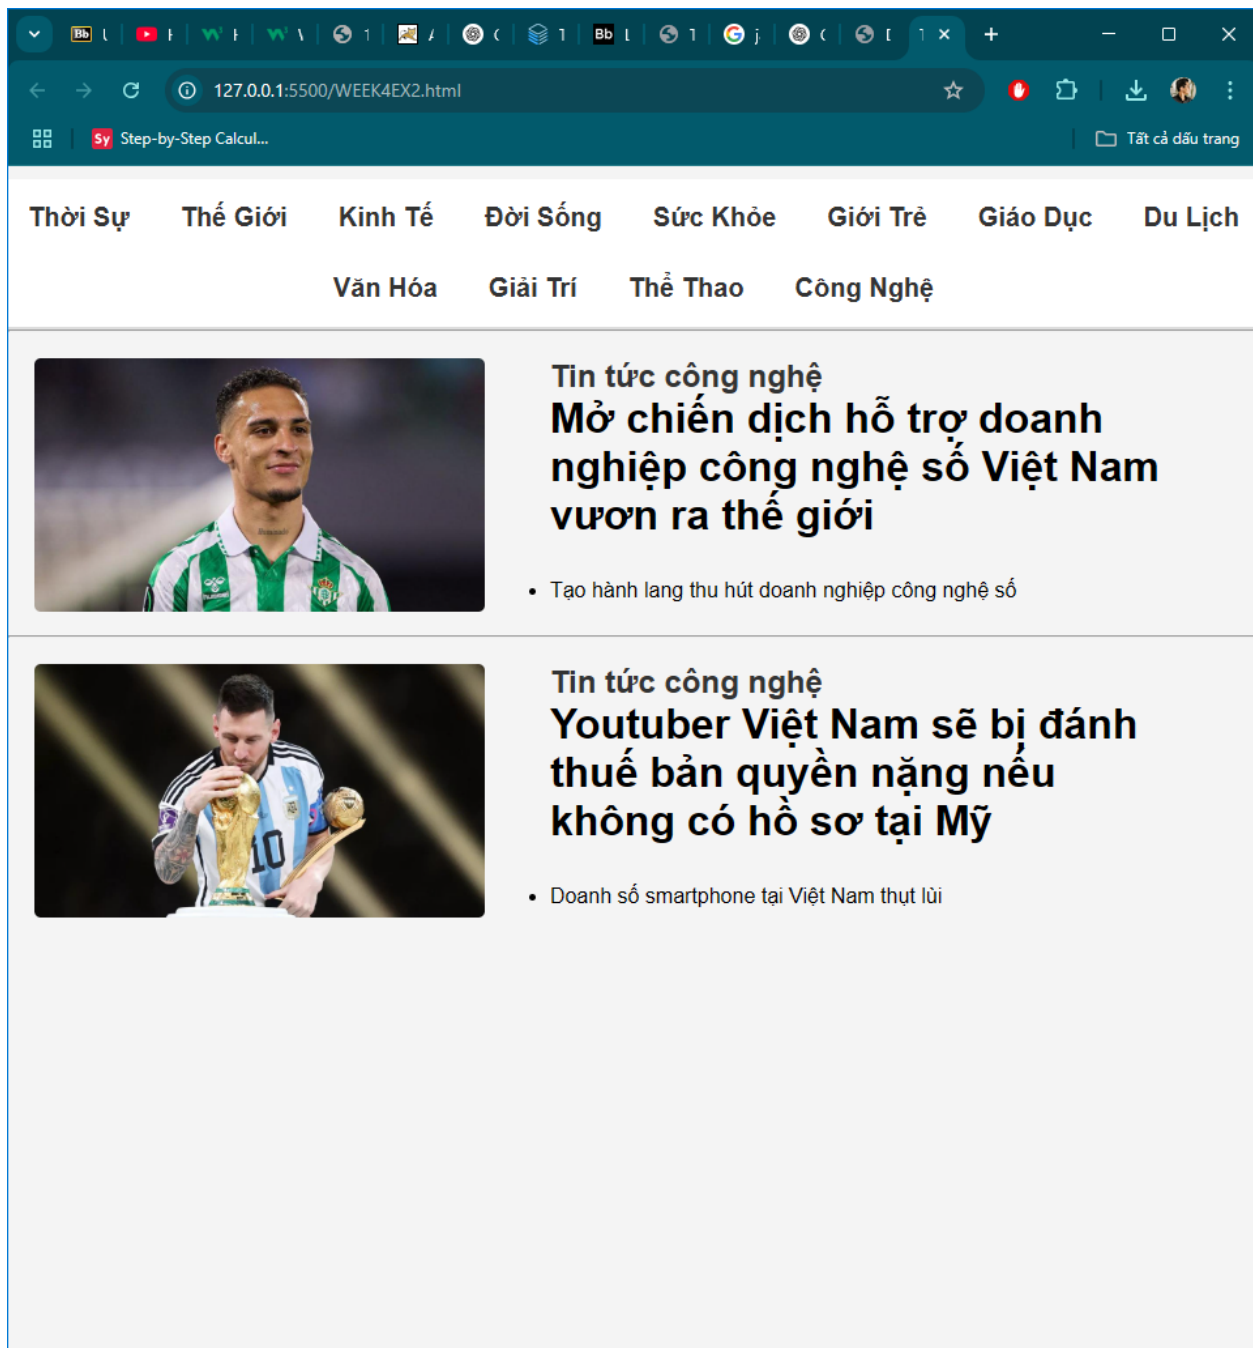 127.0.0.1:5500/WEEK4EX2.html
Sy Step-by-Step Calcul...
Tất cả dấu trang
Thời Sự Thế Giới Kinh Tế Đời Sống Sức Khỏe Giới Trẻ Giáo Dục Du Lịch
Văn Hóa Giải Trí Thể Thao Công Nghệ
Tin tức công nghệ
Mở chiến dịch hỗ trợ doanh
nghiệp công nghệ số Việt Nam
vươn ra thế giới
• Tạo hành lang thu hút doanh nghiệp công nghệ số
Tin tức công nghệ
Youtuber Việt Nam sẽ bị đánh
thuế bản quyền nặng nếu
không có hồ sơ tại Mỹ
10
• Doanh số smartphone tại Việt Nam thụt lùi